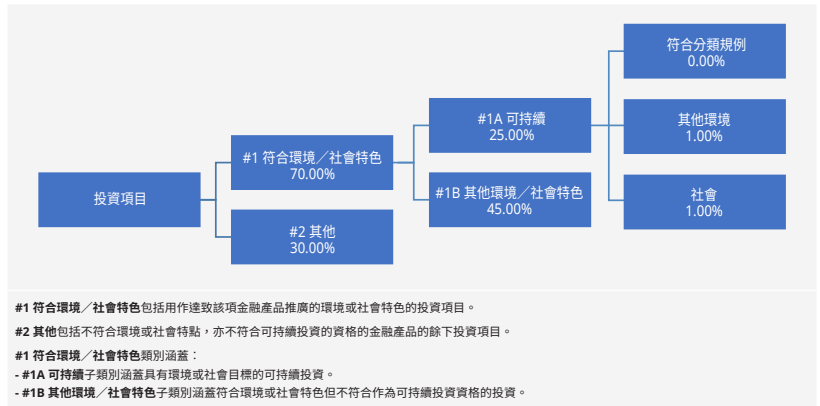 投資項目
#1 符合環境／社會特色
70.00%
#2 其他
30.00%
#1A 可持續
25.00%
#1B 其他環境／社會特色
45.00%
符合分類規例
0.00%
其他環境
1.00%
社會
1.00%
#1 符合環境／社會特色包括用作達致該項金融產品推廣的環境或社會特色的投資項目。
#2 其他包括不符合環境或社會特點，亦不符合可持續投資的資格的金融產品的餘下投資項目。
#1 符合環境／社會特色類別涵蓋：
- #1A 可持續子類別涵蓋具有環境或社會目標的可持續投資。
- #1B 其他環境／社會特色子類別涵蓋符合環境或社會特色但不符合作為可持續投資資格的投資。